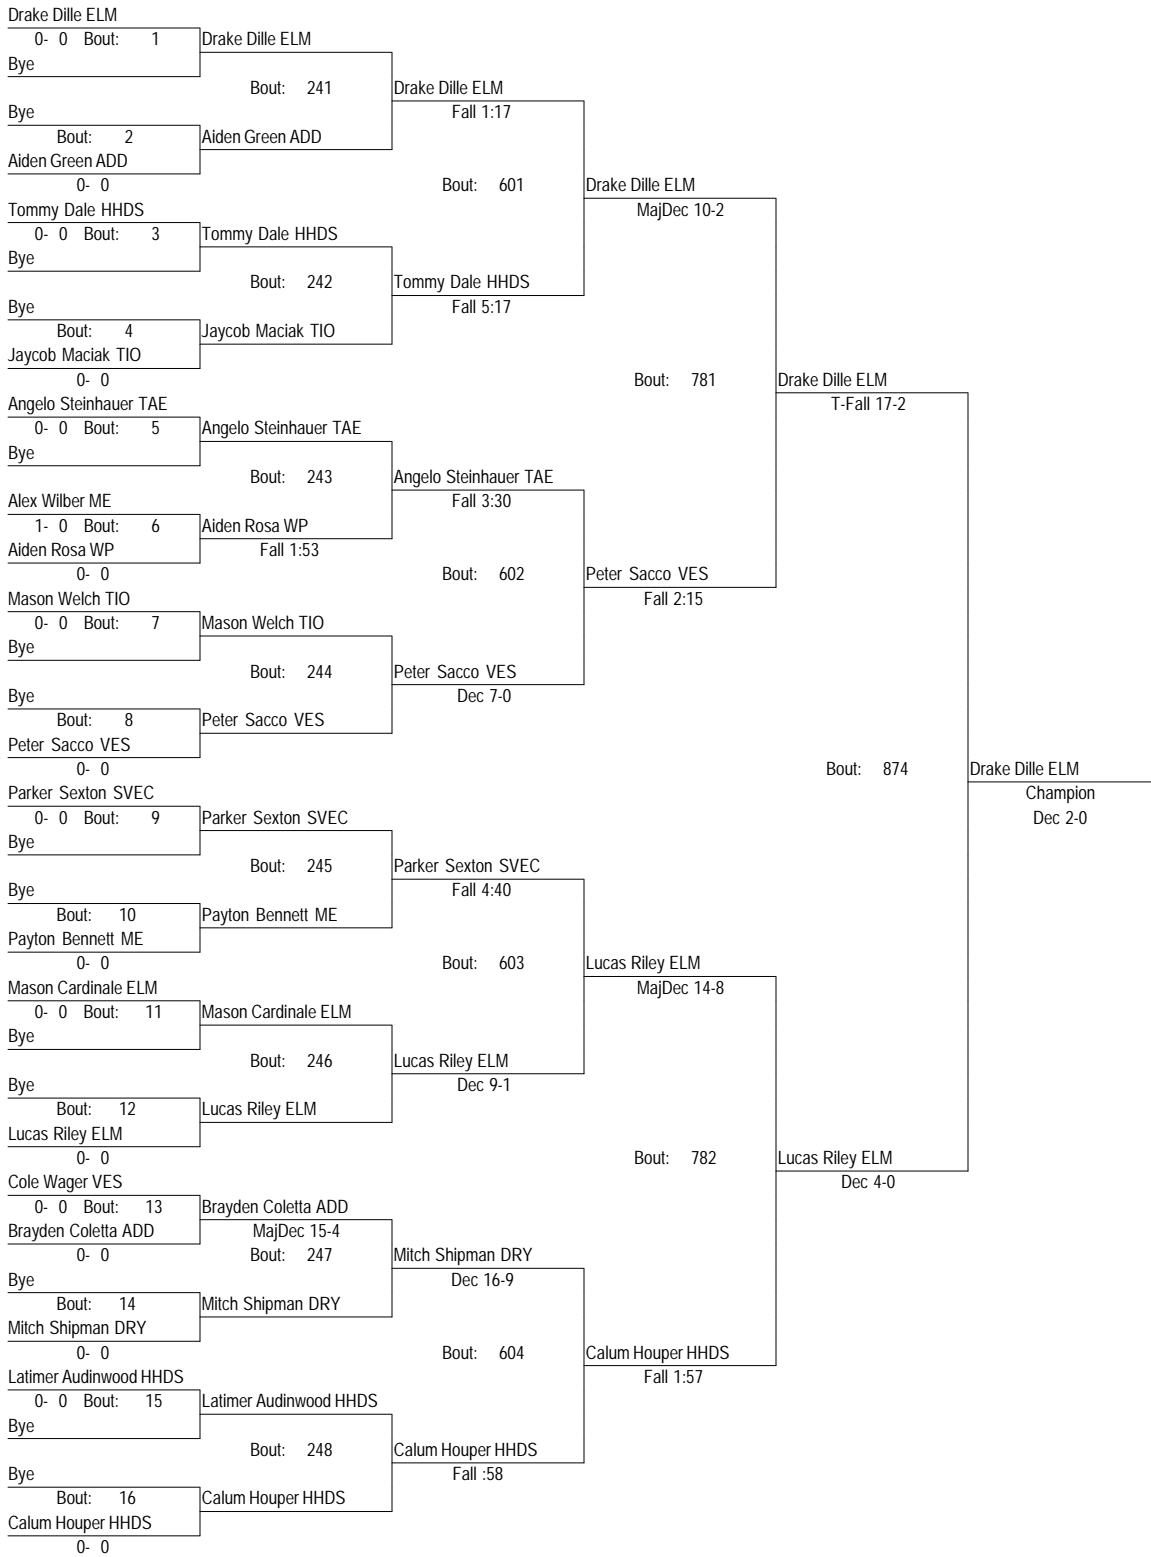 Drake Dille ELM
0- 0 Bout: 1 Drake Dille ELM
Bye
Bout: 241 Drake Dille ELM
Bye Fall 1:17
Bout: 2 Aiden Green ADD
Aiden Green ADD
0- 0 Bout: 601 Drake Dille ELM
Tommy Dale HHDS MajDec 10-2
0- 0 Bout: 3 Tommy Dale HHDS
Bye
Bout: 242 Tommy Dale HHDS
Bye Fall 5:17
Bout: 4 Jaycob Maciak TIO
Jaycob Maciak TIO
0- 0 Bout: 781 Drake Dille ELM
Angelo Steinhauer TAE T-Fall 17-2
0- 0 Bout: 5 Angelo Steinhauer TAE
Bye
Bout: 243 Angelo Steinhauer TAE
Alex Wilber ME Fall 3:30
1- 0 Bout: 6 Aiden Rosa WP
Aiden Rosa WP Fall 1:53
0- 0 Bout: 602 Peter Sacco VES
Mason Welch TIO Fall 2:15
0- 0 Bout: 7 Mason Welch TIO
Bye
Bout: 244 Peter Sacco VES
Bye Dec 7-0
Bout: 8 Peter Sacco VES
Peter Sacco VES
0- 0 Bout: 874 Drake Dille ELM
Parker Sexton SVEC Champion
0- 0 Bout: 9 Parker Sexton SVEC Dec 2-0
Bye
Bout: 245 Parker Sexton SVEC
Bye Fall 4:40
Bout: 10 Payton Bennett ME
Payton Bennett ME
0- 0 Bout: 603 Lucas Riley ELM
Mason Cardinale ELM MajDec 14-8
0- 0 Bout: 11 Mason Cardinale ELM
Bye
Bout: 246 Lucas Riley ELM
Bye Dec 9-1
Bout: 12 Lucas Riley ELM
Lucas Riley ELM
0- 0 Bout: 782 Lucas Riley ELM
Cole Wager VES Dec 4-0
0- 0 Bout: 13 Brayden Coletta ADD
Brayden Coletta ADD MajDec 15-4
0- 0 Bout: 247 Mitch Shipman DRY
Bye Dec 16-9
Bout: 14 Mitch Shipman DRY
Mitch Shipman DRY
0- 0 Bout: 604 Calum Houper HHDS
Latimer Audinwood HHDS Fall 1:57
0- 0 Bout: 15 Latimer Audinwood HHDS
Bye
Bout: 248 Calum Houper HHDS
Bye Fall :58
Bout: 16 Calum Houper HHDS
Calum Houper HHDS
0- 0